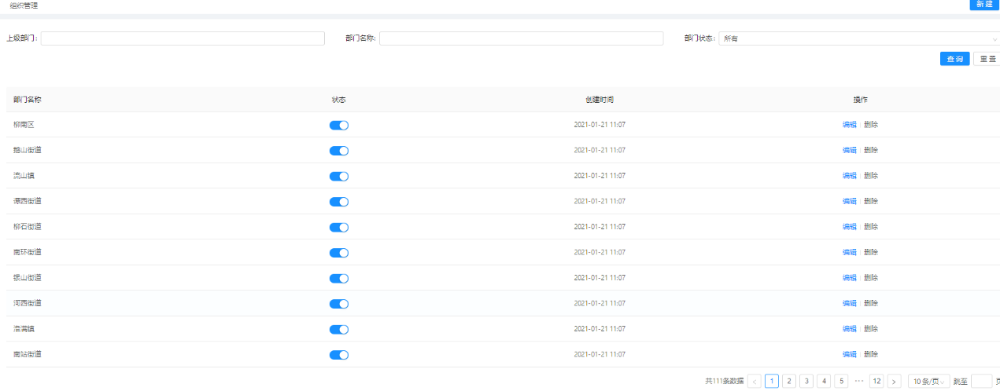 组织管理 新建
上级部门: 部门名称: 部门状态: 所有
查询 重置
部门名称 状态 创建时间 操作
柳南区 2021-01-21 11:07 编辑 删除
鹅山街道 2021-01-21 11:07 编辑 删除
流山镇 2021-01-21 11:07 编辑 删除
潭西街道 2021-01-21 11:07 编辑 删除
柳石街道 2021-01-21 11:07 编辑 删除
南环街道 2021-01-21 11:07 编辑 删除
银山街道 2021-01-21 11:07 编辑 删除
河西街道 2021-01-21 11:07 编辑 删除
洛满镇 2021-01-21 11:07 编辑 删除
南站街道 2021-01-21 11:07 编辑 删除
共111条数据 < 1 2 3 4 5 ··· 12 > 10 条/页 跳至